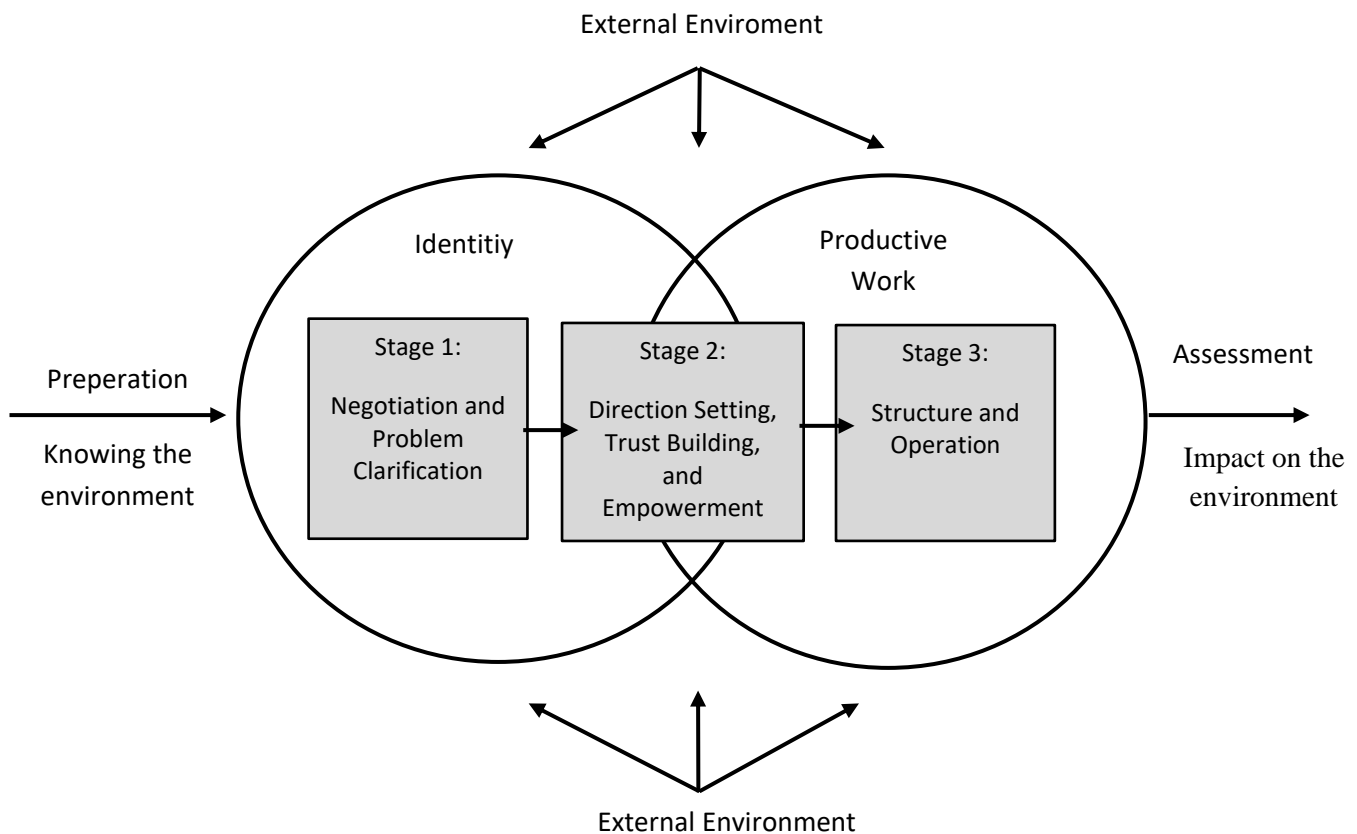 External Enviroment
Identitiy
Productive
Work
Stage 1:
Negotiation and
Problem
Clarification
Stage 2:
Direction Setting,
Trust Building,
and
Empowerment
Stage 3:
Structure and
Operation
Preperation
Knowing the
environment
Assessment
Impact on the
environment
External Environment